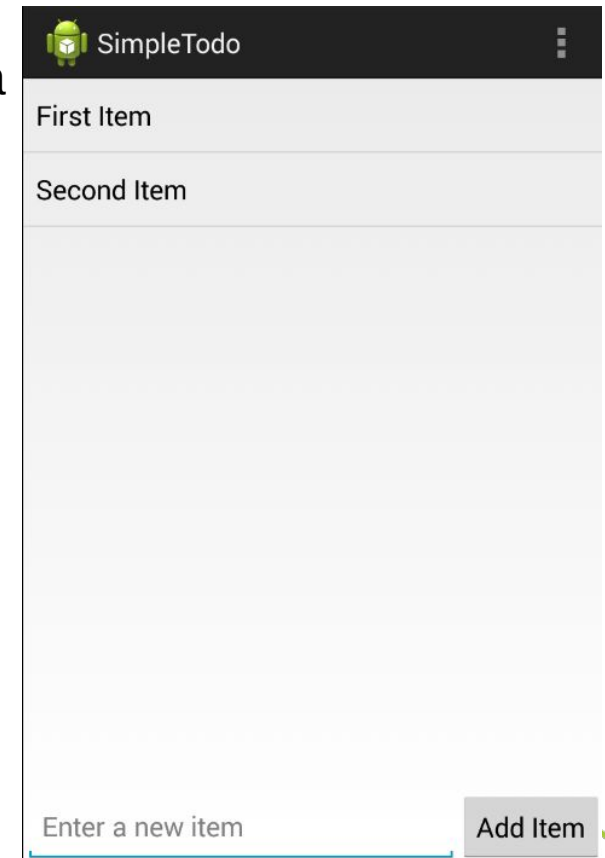 SimpleTodo
First Item
Second Item
Enter a new item
Add Item